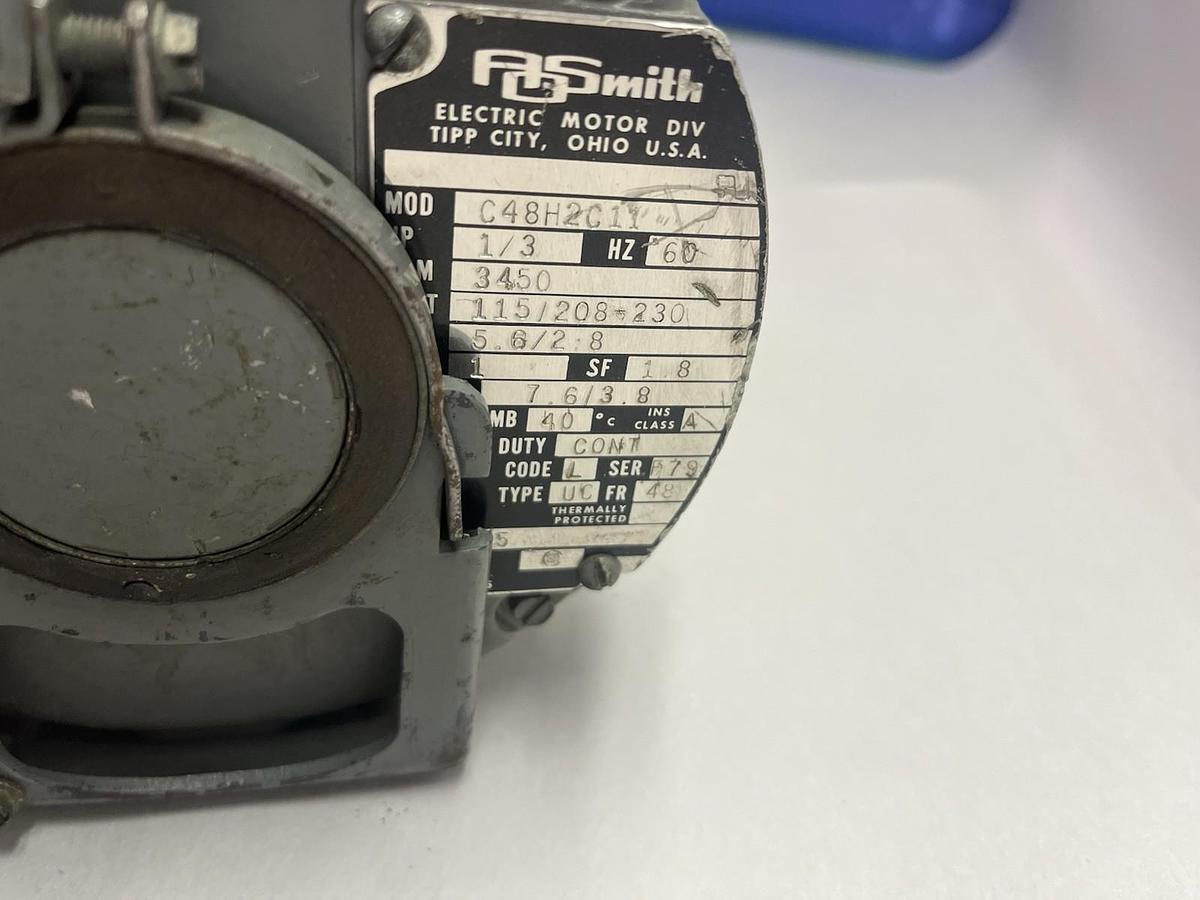 AOSmith
ELECTRIC MOTOR DIV
TIPP CITY, OHIO U.S.A.
MOD C48H2C11
P 1/3 HZ 60
M 3450
T 115/208-230
5.6/2.8
1 SF 1.8
7.6/3.8
MB 40 °C INS CLASS A
DUTY CONT
CODE L SER 79
TYPE UC FR 48
THERMALLY
PROTECTED
5